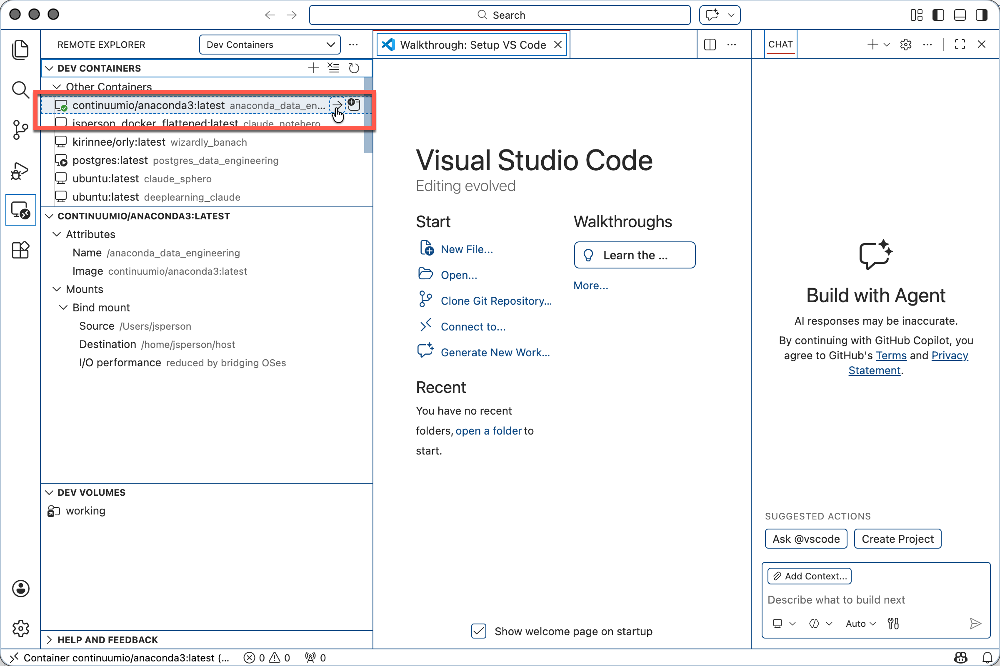 Search
REMOTE EXPLORER
Dev Containers
Walkthrough: Setup VS Code
CHAT
DEV CONTAINERS
Other Containers
continuumio/anaconda3:latest anaconda_data_en...
jsperson_docker_flattened:latest claude_notehero
kirinnee/orly:latest wizardly_banach
postgres:latest postgres_data_engineering
ubuntu:latest claude_sphero
ubuntu:latest deeplearning_claude
CONTINUUMIO/ANACONDA3:LATEST
Attributes
Name /anaconda_data_engineering
Image continuumio/anaconda3:latest
Mounts
Bind mount
Source /Users/jsperson
Destination /home/jsperson/host
I/O performance reduced by bridging OSes
DEV VOLUMES
working
HELP AND FEEDBACK
Visual Studio Code
Editing evolved
Start
New File...
Open...
Clone Git Repository...
Connect to...
Generate New Work...
Recent
You have no recent
folders, open a folder to
start.
Walkthroughs
Learn the ...
More...
Show welcome page on startup
Build with Agent
AI responses may be inaccurate.
By continuing with GitHub Copilot, you
agree to GitHub's Terms and Privacy
Statement.
SUGGESTED ACTIONS
Ask @vscode
Create Project
Add Context...
Describe what to build next
Auto
Container continuumio/anaconda3:latest (... 0 0 0